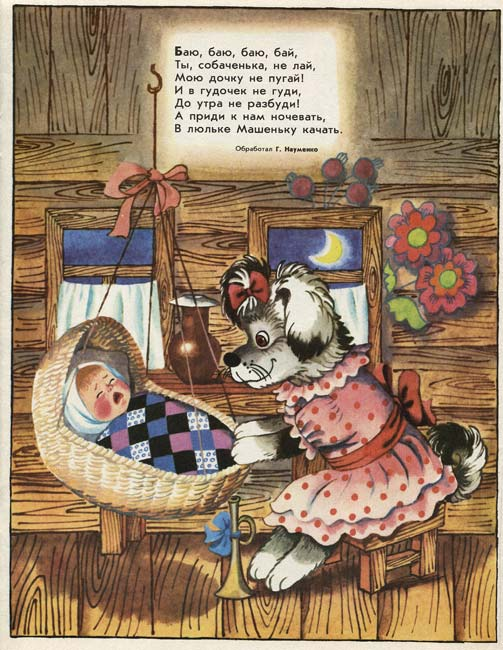 Баю, баю, баю, бай,
Ты, собаченька, не лай,
Мою дочку не пугай!
И в гудочек не гуди,
До утра не разбуди!
А приди к нам ночевать,
В люльке Машеньку качать.
Обработал Г. Науменко